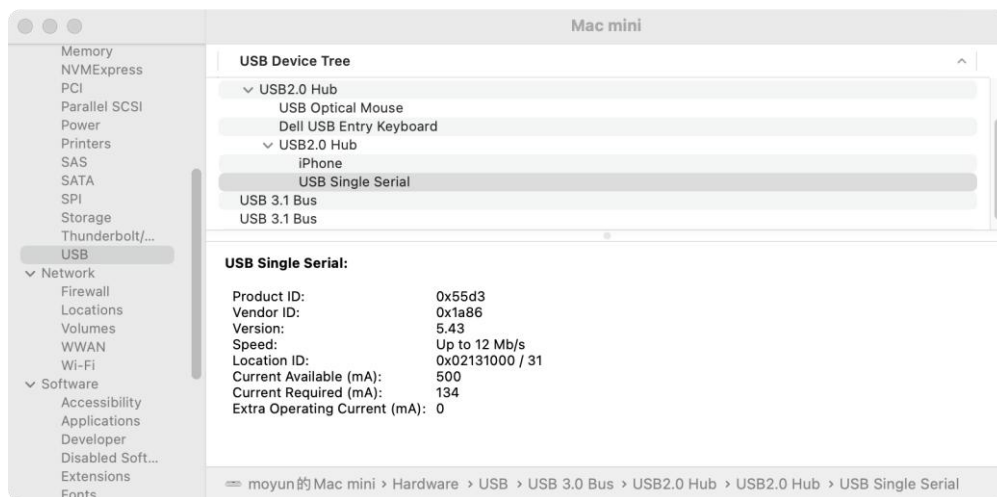 Mac mini
Memory
NVMExpress
PCI
Parallel SCSI
Power
Printers
SAS
SATA
SPI
Storage
Thunderbolt/...
USB
Network
Firewall
Locations
Volumes
WWAN
Wi-Fi
Software
Accessibility
Applications
Developer
Disabled Soft...
Extensions
Fonts
USB Device Tree
USB2.0 Hub
USB Optical Mouse
Dell USB Entry Keyboard
USB2.0 Hub
iPhone
USB Single Serial
USB 3.1 Bus
USB 3.1 Bus
USB Single Serial:
Product ID: 0x55d3
Vendor ID: 0x1a86
Version: 5.43
Speed: Up to 12 Mb/s
Location ID: 0x02131000 / 31
Current Available (mA): 500
Current Required (mA): 134
Extra Operating Current (mA): 0
moyun的 Mac mini › Hardware › USB › USB 3.0 Bus › USB2.0 Hub › USB2.0 Hub › USB Single Serial